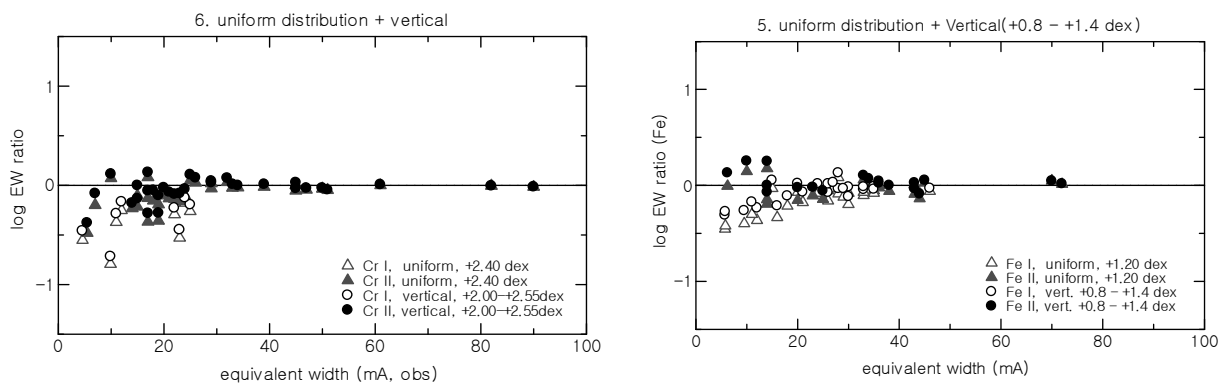 6. uniform distribution + vertical
log EW ratio
1
0
−1
△ Cr I, uniform, +2.40 dex
▲ Cr II, uniform, +2.40 dex
○ Cr I, vertical, +2.00−+2.55dex
● Cr II, vertical, +2.00−+2.55dex
0 20 40 60 80 100
equivalent width (mA, obs)
5. uniform distribution + Vertical(+0.8 − +1.4 dex)
log EW ratio (Fe)
1
0
−1
△ Fe I, uniform, +1.20 dex
▲ Fe II, uniform, +1.20 dex
○ Fe I, vert. +0.8 − +1.4 dex
● Fe II, vert. +0.8 − +1.4 dex
0 20 40 60 80 100
equivalent width (mA)